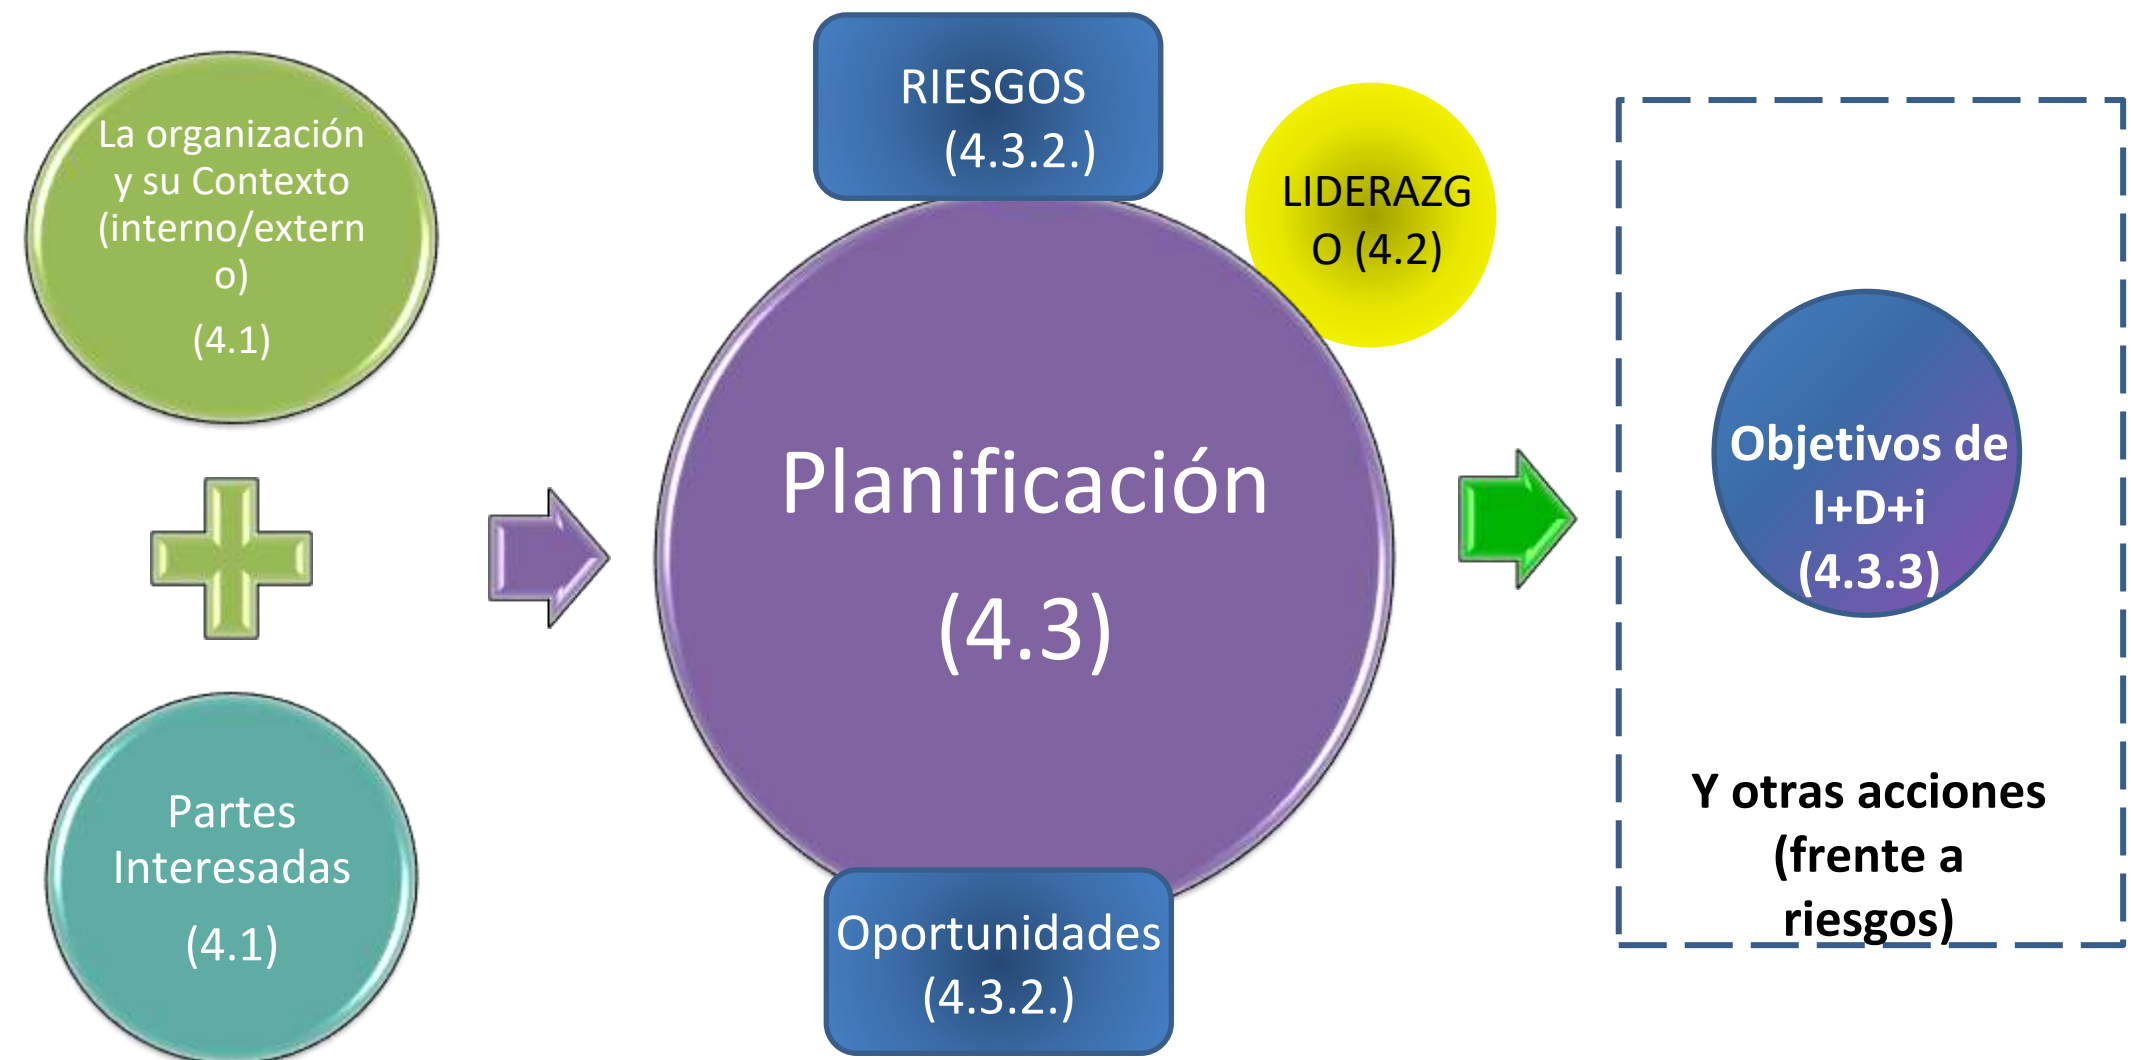 La organización
y su Contexto
(interno/extern
o)
(4.1)
Partes
Interesadas
(4.1)
RIESGOS
(4.3.2.)
LIDERAZG
O (4.2)
Planificación
(4.3)
Oportunidades
(4.3.2.)
Objetivos de
I+D+i
(4.3.3)
Y otras acciones
(frente a
riesgos)